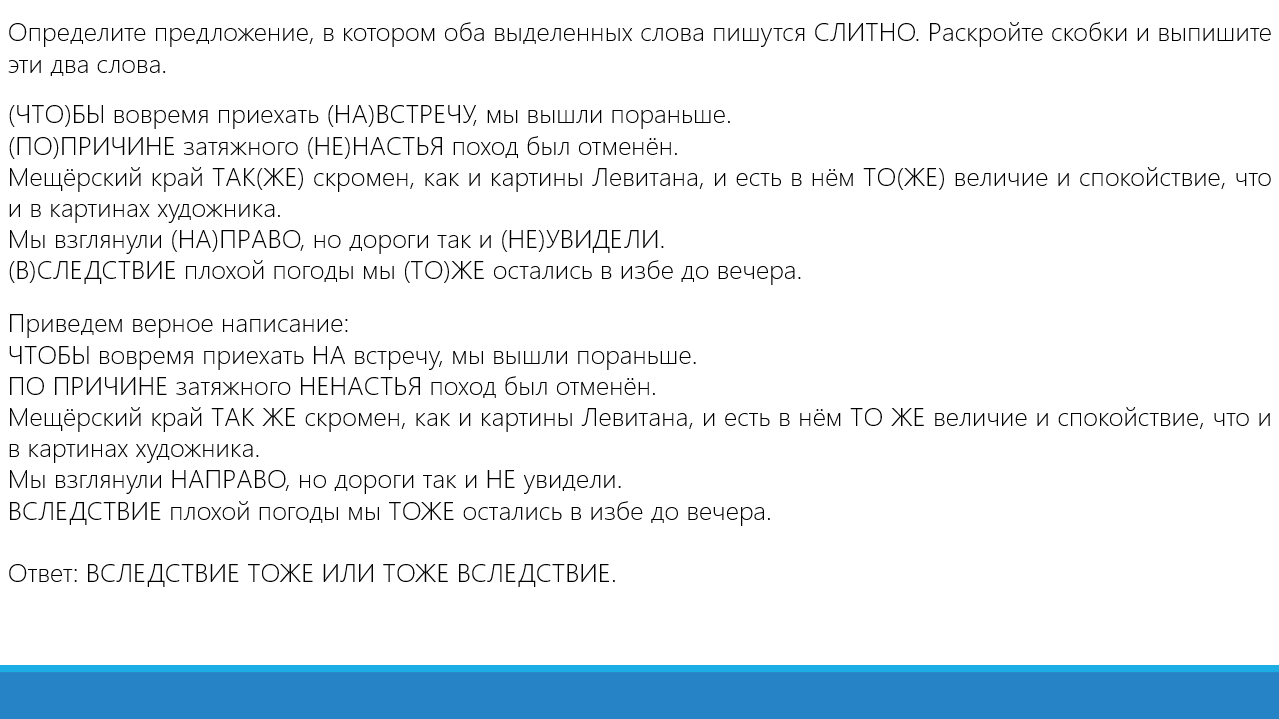 Определите предложение, в котором оба выделенных слова пишутся СЛИТНО. Раскройте скобки и выпишите
эти два слова.
(ЧТО)БЫ вовремя приехать (НА)ВСТРЕЧУ, мы вышли пораньше.
(ПО)ПРИЧИНЕ затяжного (НЕ)НАСТЬЯ поход был отменён.
Мещёрский край ТАК(ЖЕ) скромен, как и картины Левитана, и есть в нём ТО(ЖЕ) величие и спокойствие, что
и в картинах художника.
Мы взглянули (НА)ПРАВО, но дороги так и (НЕ)УВИДЕЛИ.
(В)СЛЕДСТВИЕ плохой погоды мы (ТО)ЖЕ остались в избе до вечера.
Приведем верное написание:
ЧТОБЫ вовремя приехать НА встречу, мы вышли пораньше.
ПО ПРИЧИНЕ затяжного НЕНАСТЬЯ поход был отменён.
Мещёрский край ТАК ЖЕ скромен, как и картины Левитана, и есть в нём ТО ЖЕ величие и спокойствие, что и
в картинах художника.
Мы взглянули НАПРАВО, но дороги так и НЕ увидели.
ВСЛЕДСТВИЕ плохой погоды мы ТОЖЕ остались в избе до вечера.
Ответ: ВСЛЕДСТВИЕ ТОЖЕ ИЛИ ТОЖЕ ВСЛЕДСТВИЕ.